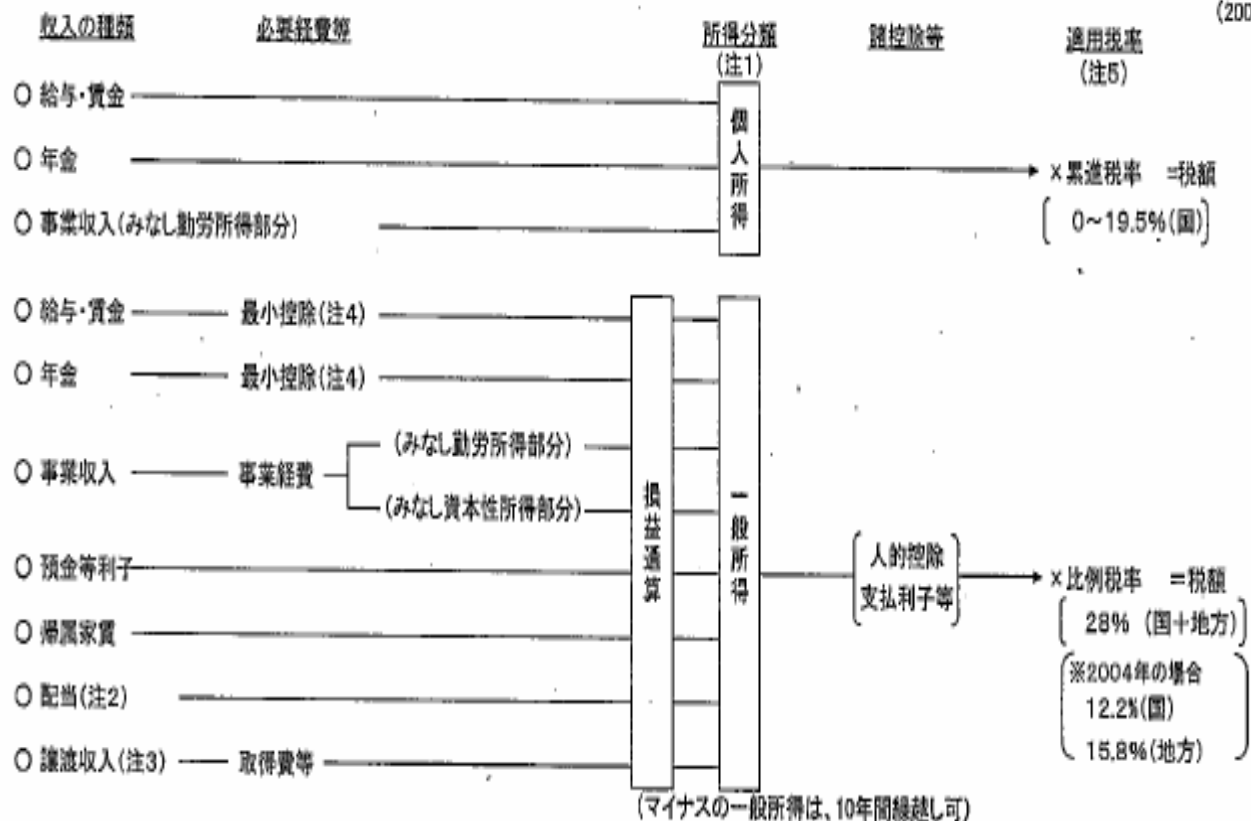 (200
収入の種類 必要経費等 所得分類 諸控除等 適用税率
(注1) (注5)
○ 給与・賃金
○ 年金
○ 事業収入(みなし勤労所得部分)
個人所得
×累進税率 =税額
0～19.5%(国)
○ 給与・賃金 最小控除(注4)
○ 年金 最小控除(注4)
○ 事業収入 事業経費 (みなし勤労所得部分)
(みなし資本性所得部分)
○ 預金等利子
○ 帰属家賃
○ 配当(注2)
○ 譲渡収入(注3) 取得費等
損益通算
一般所得
人的控除
支払利子等
×比例税率 =税額
28% (国+地方)
※2004年の場合
12.2%(国)
15.8%(地方)
(マイナスの一般所得は、10年間繰越し可)